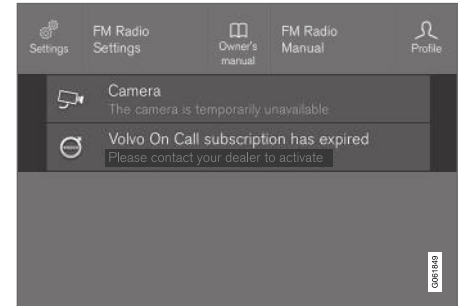 Settings
FM Radio
Settings
Owner's
manual
FM Radio
Manual
Profile
Camera
The camera is temporarily unavailable
Volvo On Call subscription has expired
Please contact your dealer to activate
G061849